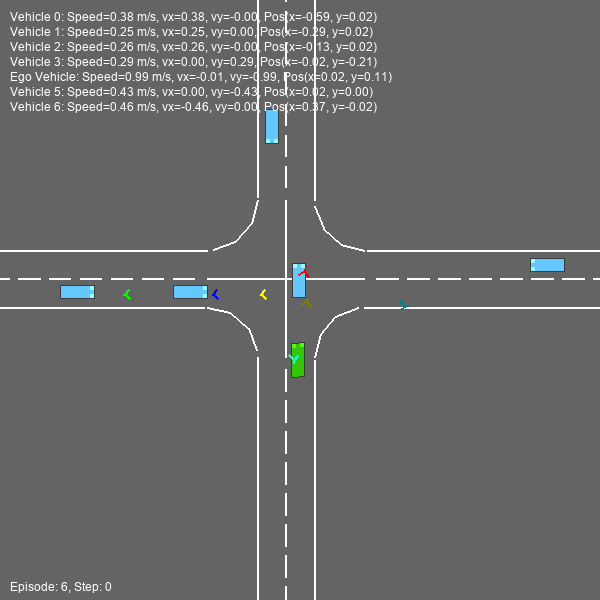 Vehicle 0: Speed=0.38 m/s, vx=0.38, vy=-0.00, Pos(x=-0.59, y=0.02)
Vehicle 1: Speed=0.25 m/s, vx=0.25, vy=0.00, Pos(x=-0.29, y=0.02)
Vehicle 2: Speed=0.26 m/s, vx=0.26, vy=-0.00, Pos(x=-0.13, y=0.02)
Vehicle 3: Speed=0.29 m/s, vx=0.00, vy=0.29, Pos(x=-0.02, y=-0.21)
Ego Vehicle: Speed=0.99 m/s, vx=-0.01, vy=-0.99, Pos(x=0.02, y=0.11)
Vehicle 5: Speed=0.43 m/s, vx=0.00, vy=-0.43, Pos(x=0.02, y=0.00)
Vehicle 6: Speed=0.46 m/s, vx=-0.46, vy=0.00, Pos(x=0.37, y=-0.02)
Episode: 6, Step: 0